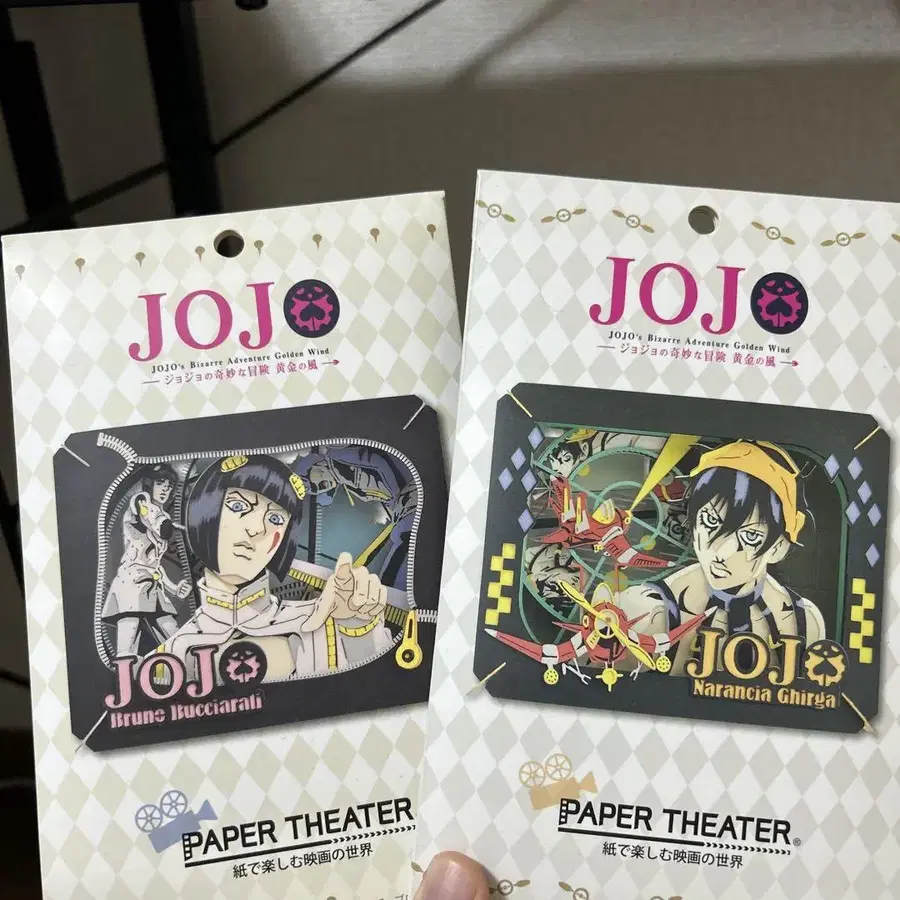 JOJO
JOJO's Bizarre Adventure Golden Wind
ジョジョの奇妙な冒険 黄金の風
JOJO
Bruno Bucciarati
PAPER THEATER
紙で楽しむ映画の世界
JOJO
JOJO's Bizarre Adventure Golden Wind
ジョジョの奇妙な冒険 黄金の風
JOJO
Narancia Ghirga
PAPER THEATER®
紙で楽しむ映画の世界